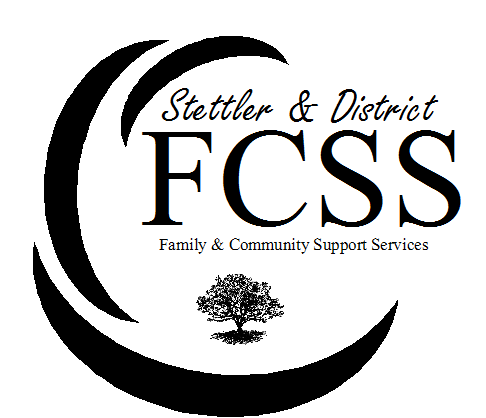 Stettler & District
FCSS
Family & Community Support Services